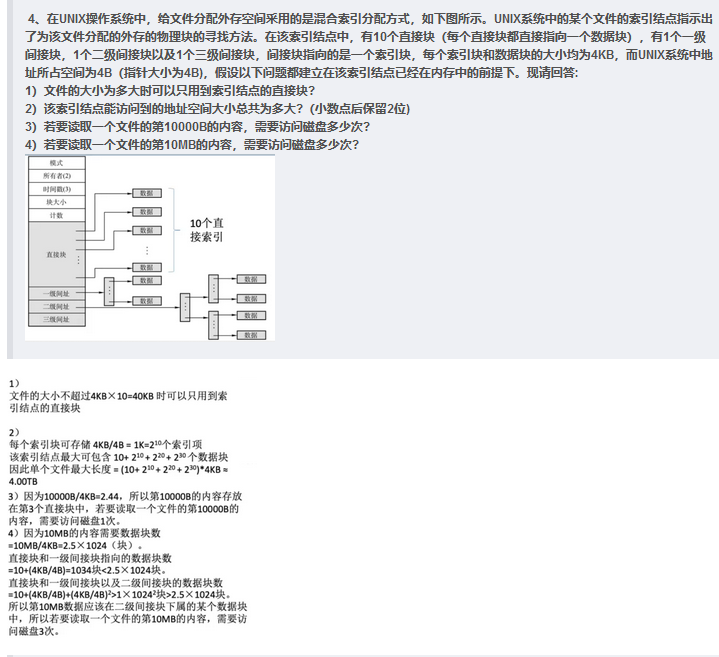 4、在UNIX操作系统中，给文件分配外存空间采用的是混合索引分配方式，如下图所示。UNIX系统中的某个文件的索引结点指示出
了为该文件分配的外存的物理块的寻找方法。在该索引结点中，有10个直接块（每个直接块都直接指向一个数据块），有1个一级
间接块，1个二级间接块以及1个三级间接块，间接块指向的是一个索引块，每个索引块和数据块的大小均为4KB，而UNIX系统中地
址所占空间为4B（指针大小为4B)，假设以下问题都建立在该索引结点已经在内存中的前提下。现请回答:
1）文件的大小为多大时可以只用到索引结点的直接块?
2）该索引结点能访问到的地址空间大小总共为多大？(小数点后保留2位)
3）若要读取一个文件的第10000B的内容，需要访问磁盘多少次?
4）若要读取一个文件的第10MB的内容，需要访问磁盘多少次?
模式
所有者(2)
时间戳(3)
块大小
计数
直接块
一级间址
二级间址
三级间址
数据
数据
数据
⋮
数据
数据
数据
10个直
接索引
数据
数据
数据
数据
1）
文件的大小不超过4KB×10=40KB 时可以只用到索
引结点的直接块
2）
每个索引块可存储 4KB/4B = 1K=2¹⁰个索引项
该索引结点最大可包含 10+ 2¹⁰ + 2²⁰ + 2³⁰ 个数据块
因此单个文件最大长度 = (10+ 2¹⁰ + 2²⁰ + 2³⁰)*4KB ≈
4.00TB
3）因为10000B/4KB=2.44，所以第10000B的内容存放
在第3个直接块中，若要读取一个文件的第10000B的
内容，需要访问磁盘1次。
4）因为10MB的内容需要数据块数
=10MB/4KB=2.5×1024（块）。
直接块和一级间接块指向的数据块数
=10+(4KB/4B)=1034块<2.5×1024块。
直接块和一级间接块以及二级间接块的数据块数
=10+(4KB/4B)+(4KB/4B)²>1×1024²块>2.5×1024块。
所以第10MB数据应该在二级间接块下属的某个数据块
中，所以若要读取一个文件的第10MB的内容，需要访
问磁盘3次。